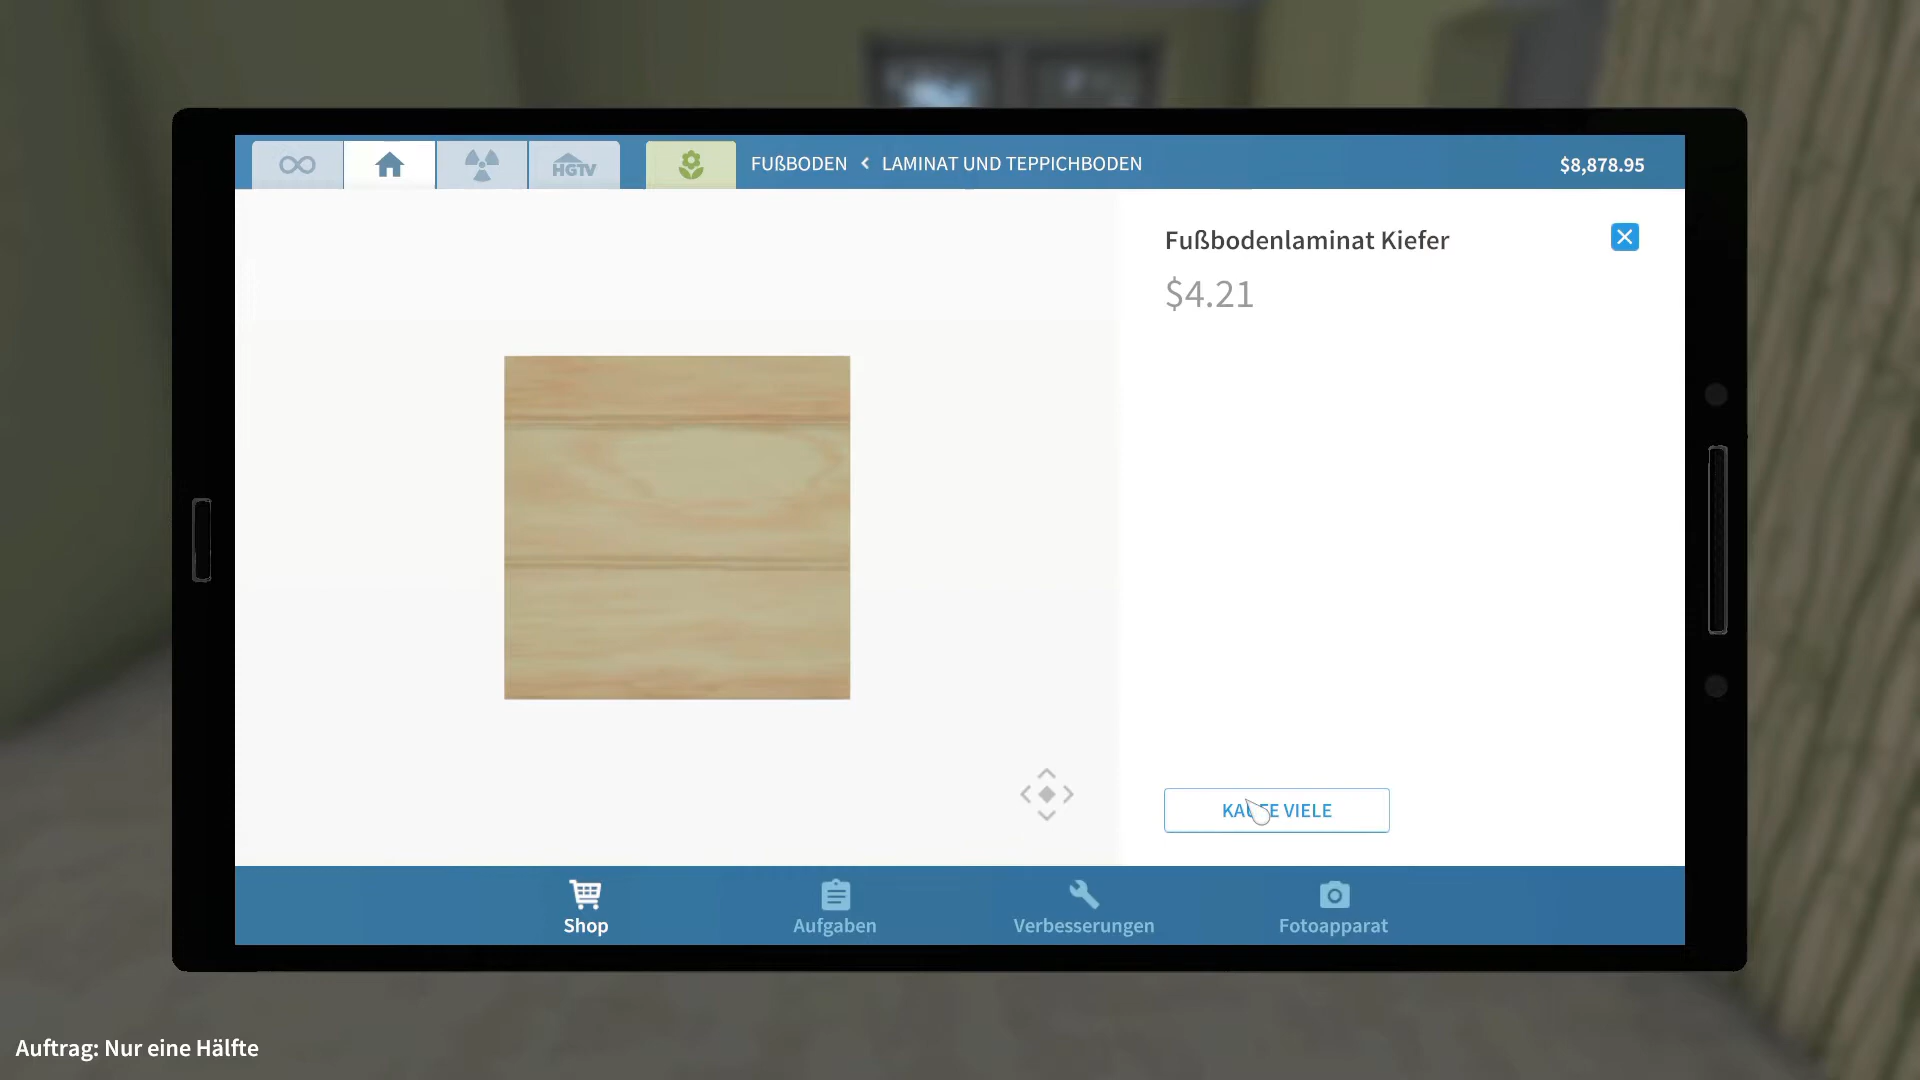 HGTV
FUßBODEN < LAMINAT UND TEPPICHBODEN
$8,878.95
Fußbodenlaminat Kiefer
$4.21
KAUFE VIELE
Shop
Aufgaben
Verbesserungen
Fotoapparat
Auftrag: Nur eine Hälfte